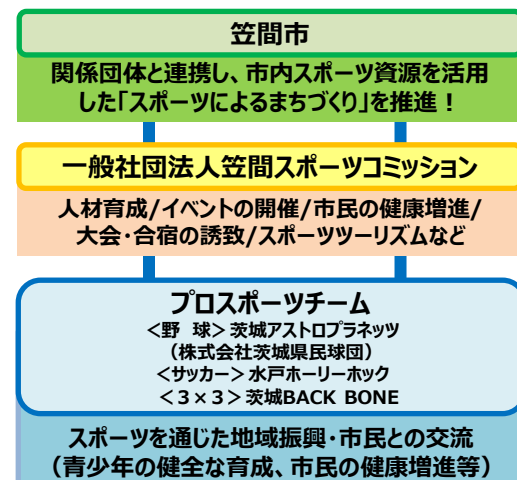 笠間市
関係団体と連携し、市内スポーツ資源を活用
した「スポーツによるまちづくり」を推進！
一般社団法人笠間スポーツコミッション
人材育成/イベントの開催/市民の健康増進/
大会・合宿の誘致/スポーツツーリズムなど
プロスポーツチーム
＜野　球＞茨城アストロプラネッツ
（株式会社茨城県民球団）
＜サッカー＞水戸ホーリーホック
＜３×３＞茨城BACK BONE
スポーツを通じた地域振興・市民との交流
（青少年の健全な育成、市民の健康増進等）